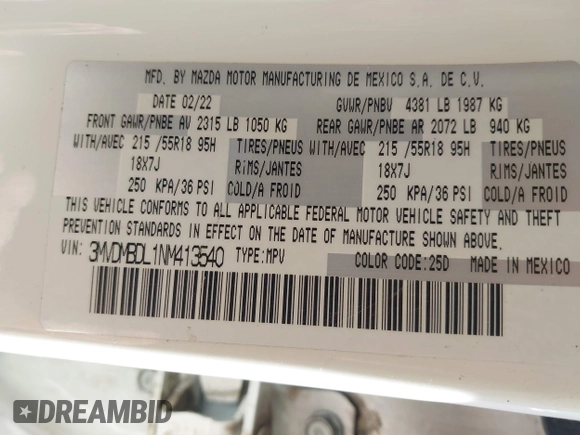 MFD. BY MAZDA MOTOR MANUFACTURING DE MEXICO S.A. DE C.V.
DATE 02/22 GVWR/PNBV 4381 LB 1987 KG
FRONT GAWR/PNBE AV 2315 LB 1050 KG REAR GAWR/PNBE AR 2072 LB 940 KG
WITH/AVEC 215 /55R18 95H TIRES/PNEUS WITH/AVEC 215 /55R18 95H TIRES/PNEUS
18X7J RIMS/JANTES 18X7J RIMS/JANTES
250 KPA/36 PSI COLD/A FROID 250 KPA/36 PSI COLD/A FROID
THIS VEHICLE CONFORMS TO ALL APPLICABLE FEDERAL MOTOR VEHICLE SAFETY AND THEFT
PREVENTION STANDARDS IN EFFECT ON THE DATE OF MANUFACTURE SHOWN ABOVE.
VIN: 3MVDMBDL1NM413540 TYPE: MPV COLOR CODE: 25D MADE IN MEXICO
DREAMBID